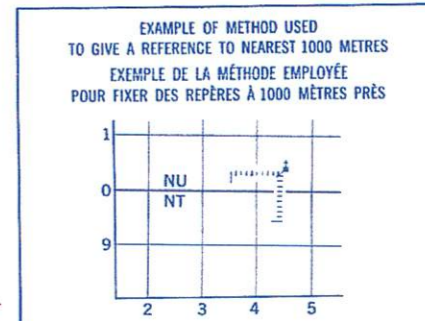 EXAMPLE OF METHOD USED
TO GIVE A REFERENCE TO NEAREST 1000 METRES
EXEMPLE DE LA MÉTHODE EMPLOYÉE
POUR FIXER DES REPÈRES À 1000 MÈTRES PRÈS
1
NU
0
NT
9
2 3 4 5